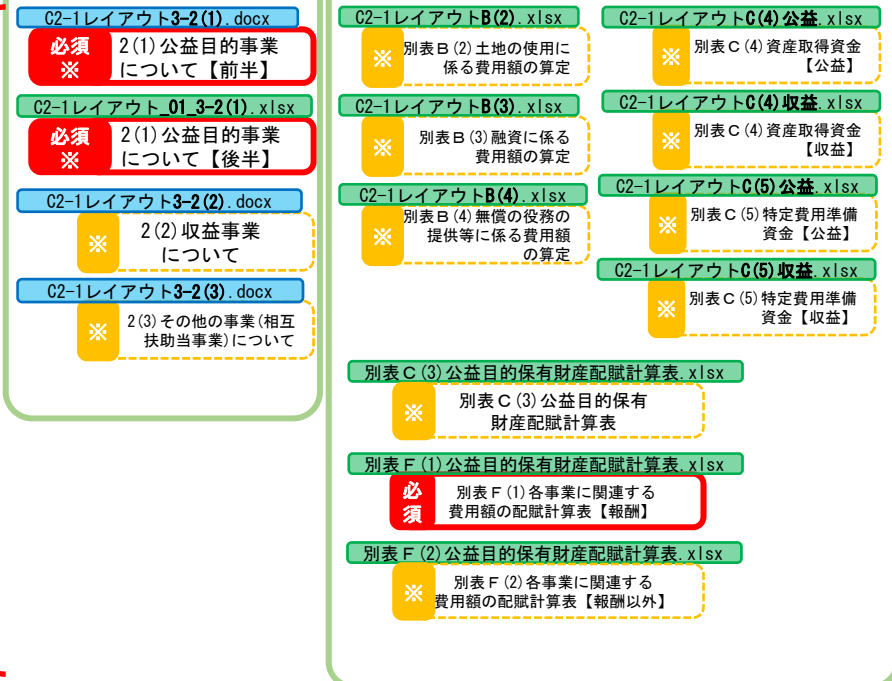 C2-1レイアウト3-2(1).docx
必須
※
2(1)公益目的事業
について【前半】
C2-1レイアウト_01_3-2(1).xlsx
必須
※
2(1)公益目的事業
について【後半】
C2-1レイアウト3-2(2).docx
※
2(2)収益事業
について
C2-1レイアウト3-2(3).docx
※
2(3)その他の事業(相互
扶助当事業)について
C2-1レイアウトB(2).xlsx
※
別表B(2)土地の使用に
係る費用額の算定
C2-1レイアウトB(3).xlsx
※
別表B(3)融資に係る
費用額の算定
C2-1レイアウトB(4).xlsx
※
別表B(4)無償の役務の
提供等に係る費用額
の算定
C2-1レイアウトC(4)公益.xlsx
※
別表C(4)資産取得資金
【公益】
C2-1レイアウトC(4)収益.xlsx
※
別表C(4)資産取得資金
【収益】
C2-1レイアウトC(5)公益.xlsx
※
別表C(5)特定費用準備
資金【公益】
C2-1レイアウトC(5)収益.xlsx
※
別表C(5)特定費用準備
資金【収益】
別表C(3)公益目的保有財産配賦計算表.xlsx
※
別表C(3)公益目的保有
財産配賦計算表
別表F(1)公益目的保有財産配賦計算表.xlsx
必
須
別表F(1)各事業に関連する
費用額の配賦計算表【報酬】
別表F(2)公益目的保有財産配賦計算表.xlsx
※
別表F(2)各事業に関連する
費用額の配賦計算表【報酬以外】